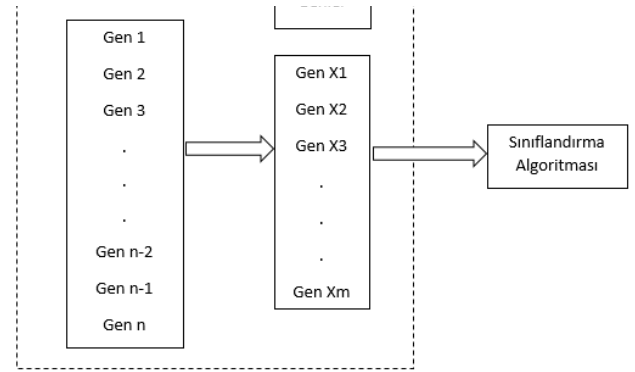 Gen 1
Gen 2
Gen 3
.
.
.
Gen n-2
Gen n-1
Gen n
Gen X1
Gen X2
Gen X3
.
.
.
Gen Xm
Sınıflandırma
Algoritması